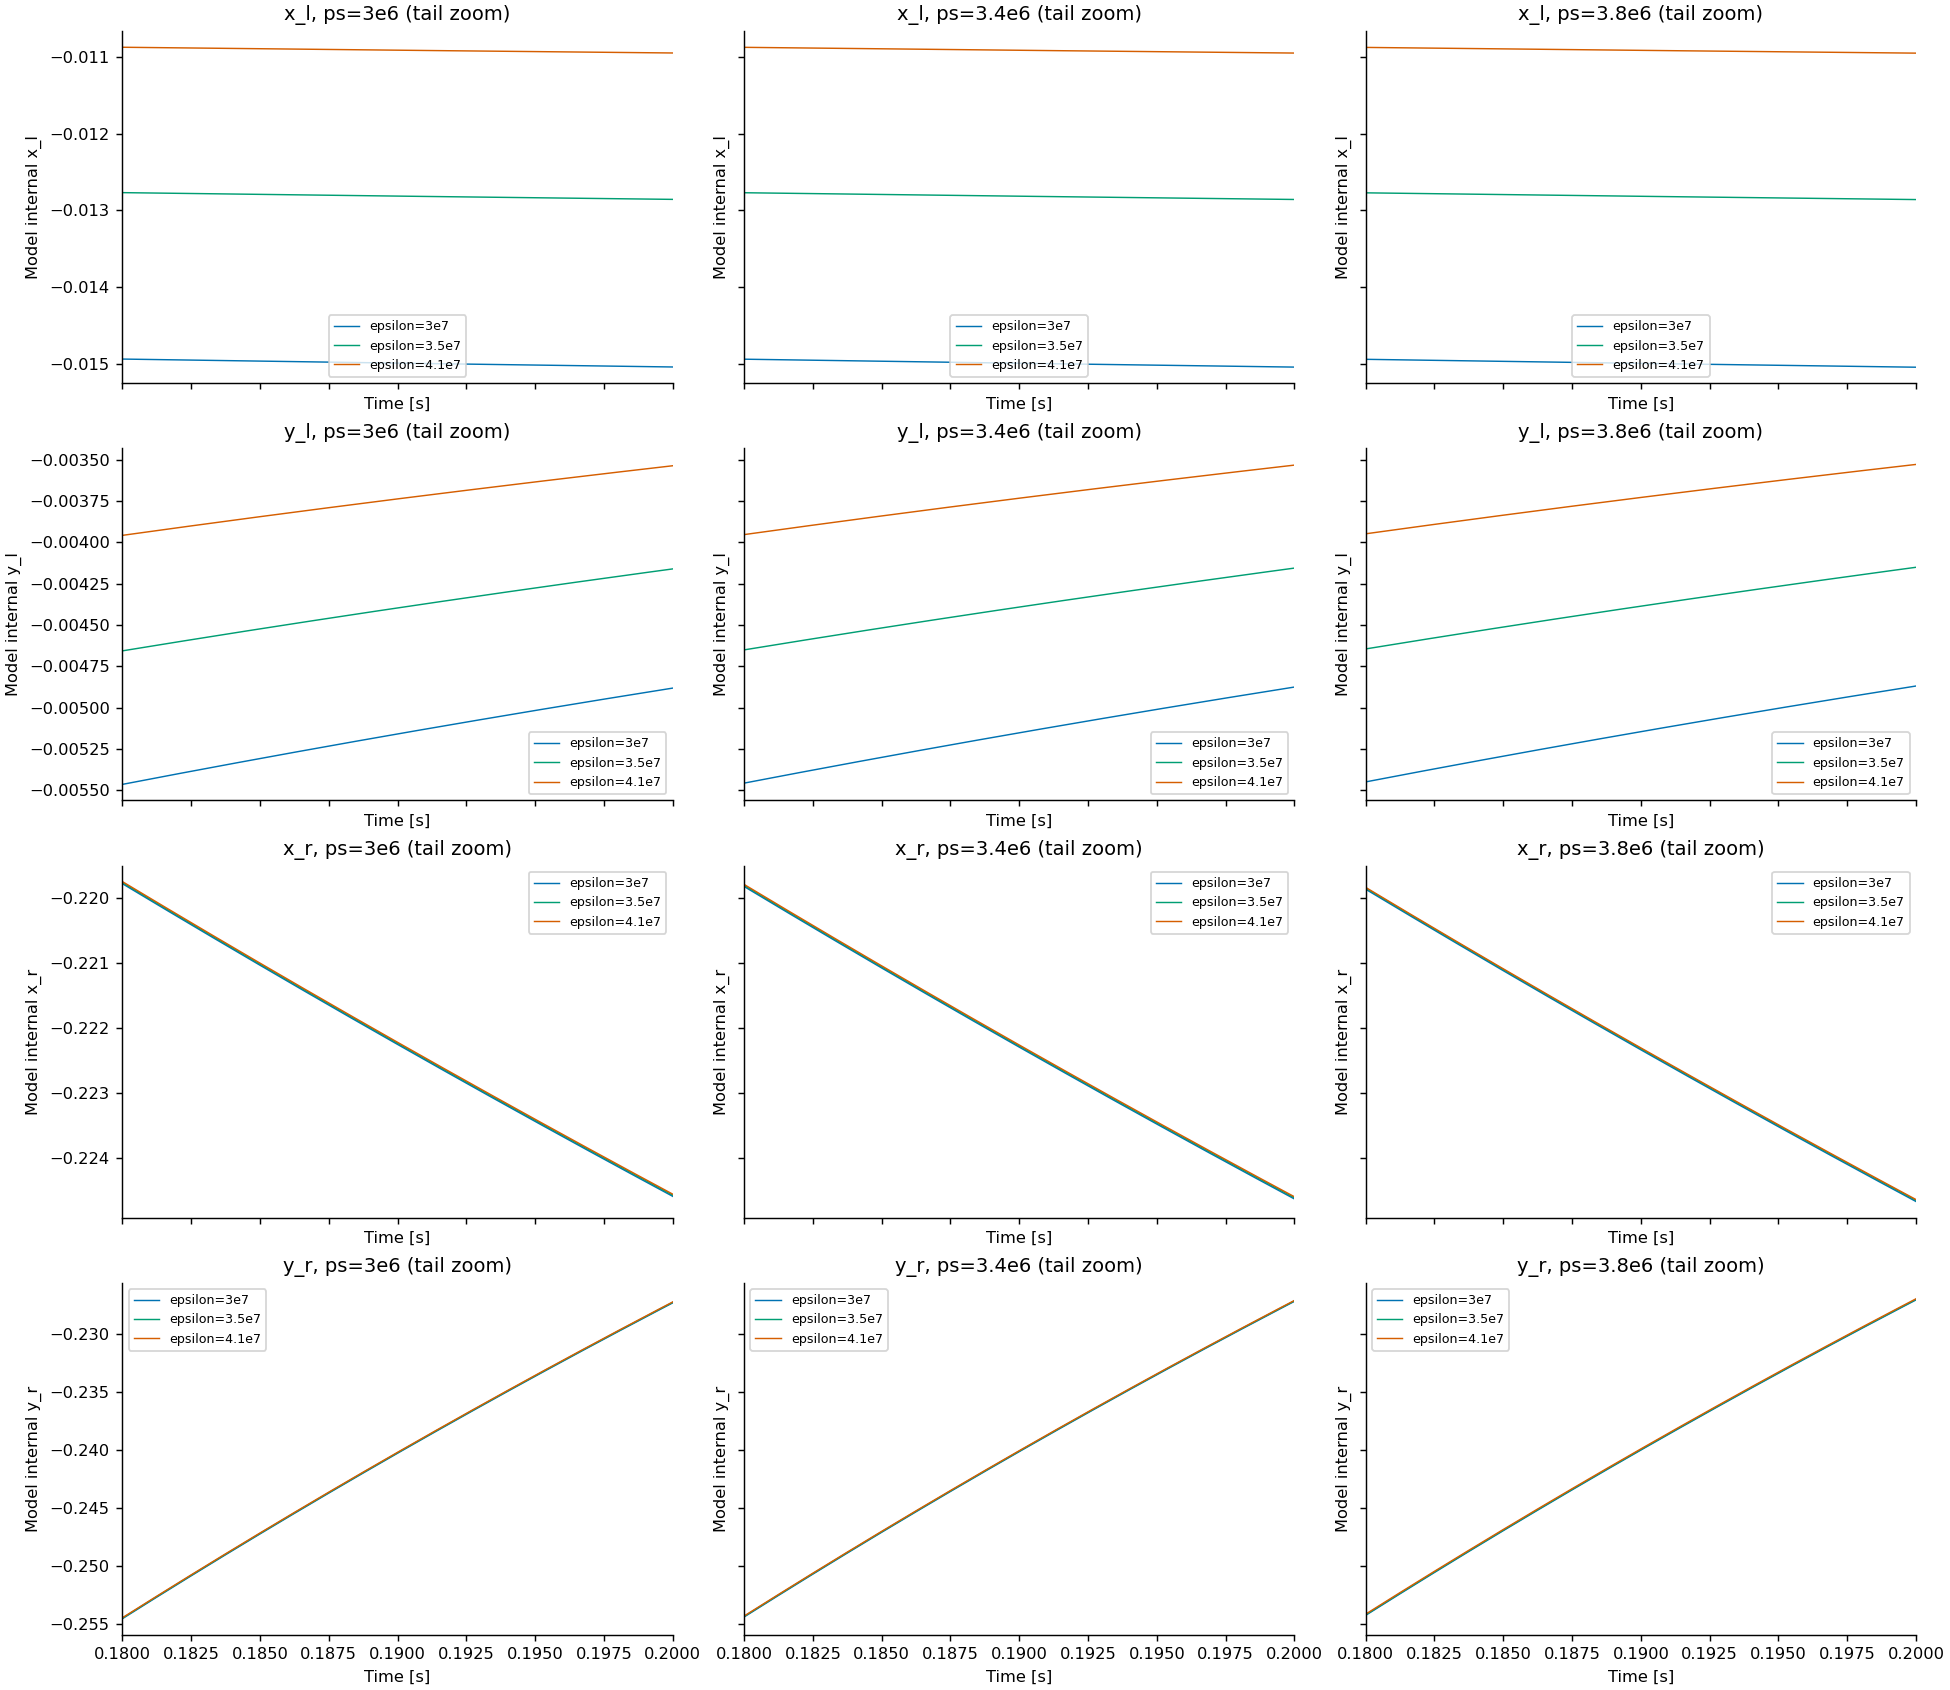 x_l, ps=3e6 (tail zoom)
x_l, ps=3.4e6 (tail zoom)
x_l, ps=3.8e6 (tail zoom)
Model internal x_l
−0.011
−0.012
−0.013
−0.014
−0.015
epsilon=3e7
epsilon=3.5e7
epsilon=4.1e7
Time [s]
Model internal x_l
epsilon=3e7
epsilon=3.5e7
epsilon=4.1e7
Time [s]
Model internal x_l
epsilon=3e7
epsilon=3.5e7
epsilon=4.1e7
Time [s]
y_l, ps=3e6 (tail zoom)
y_l, ps=3.4e6 (tail zoom)
y_l, ps=3.8e6 (tail zoom)
Model internal y_l
−0.00350
−0.00375
−0.00400
−0.00425
−0.00450
−0.00475
−0.00500
−0.00525
−0.00550
epsilon=3e7
epsilon=3.5e7
epsilon=4.1e7
Time [s]
Model internal y_l
epsilon=3e7
epsilon=3.5e7
epsilon=4.1e7
Time [s]
Model internal y_l
epsilon=3e7
epsilon=3.5e7
epsilon=4.1e7
Time [s]
x_r, ps=3e6 (tail zoom)
x_r, ps=3.4e6 (tail zoom)
x_r, ps=3.8e6 (tail zoom)
Model internal x_r
−0.220
−0.221
−0.222
−0.223
−0.224
epsilon=3e7
epsilon=3.5e7
epsilon=4.1e7
Time [s]
Model internal x_r
epsilon=3e7
epsilon=3.5e7
epsilon=4.1e7
Time [s]
Model internal x_r
epsilon=3e7
epsilon=3.5e7
epsilon=4.1e7
Time [s]
y_r, ps=3e6 (tail zoom)
y_r, ps=3.4e6 (tail zoom)
y_r, ps=3.8e6 (tail zoom)
Model internal y_r
−0.230
−0.235
−0.240
−0.245
−0.250
−0.255
epsilon=3e7
epsilon=3.5e7
epsilon=4.1e7
0.1800 0.1825 0.1850 0.1875 0.1900 0.1925 0.1950 0.1975 0.2000
Time [s]
Model internal y_r
epsilon=3e7
epsilon=3.5e7
epsilon=4.1e7
0.1800 0.1825 0.1850 0.1875 0.1900 0.1925 0.1950 0.1975 0.2000
Time [s]
Model internal y_r
epsilon=3e7
epsilon=3.5e7
epsilon=4.1e7
0.1800 0.1825 0.1850 0.1875 0.1900 0.1925 0.1950 0.1975 0.2000
Time [s]